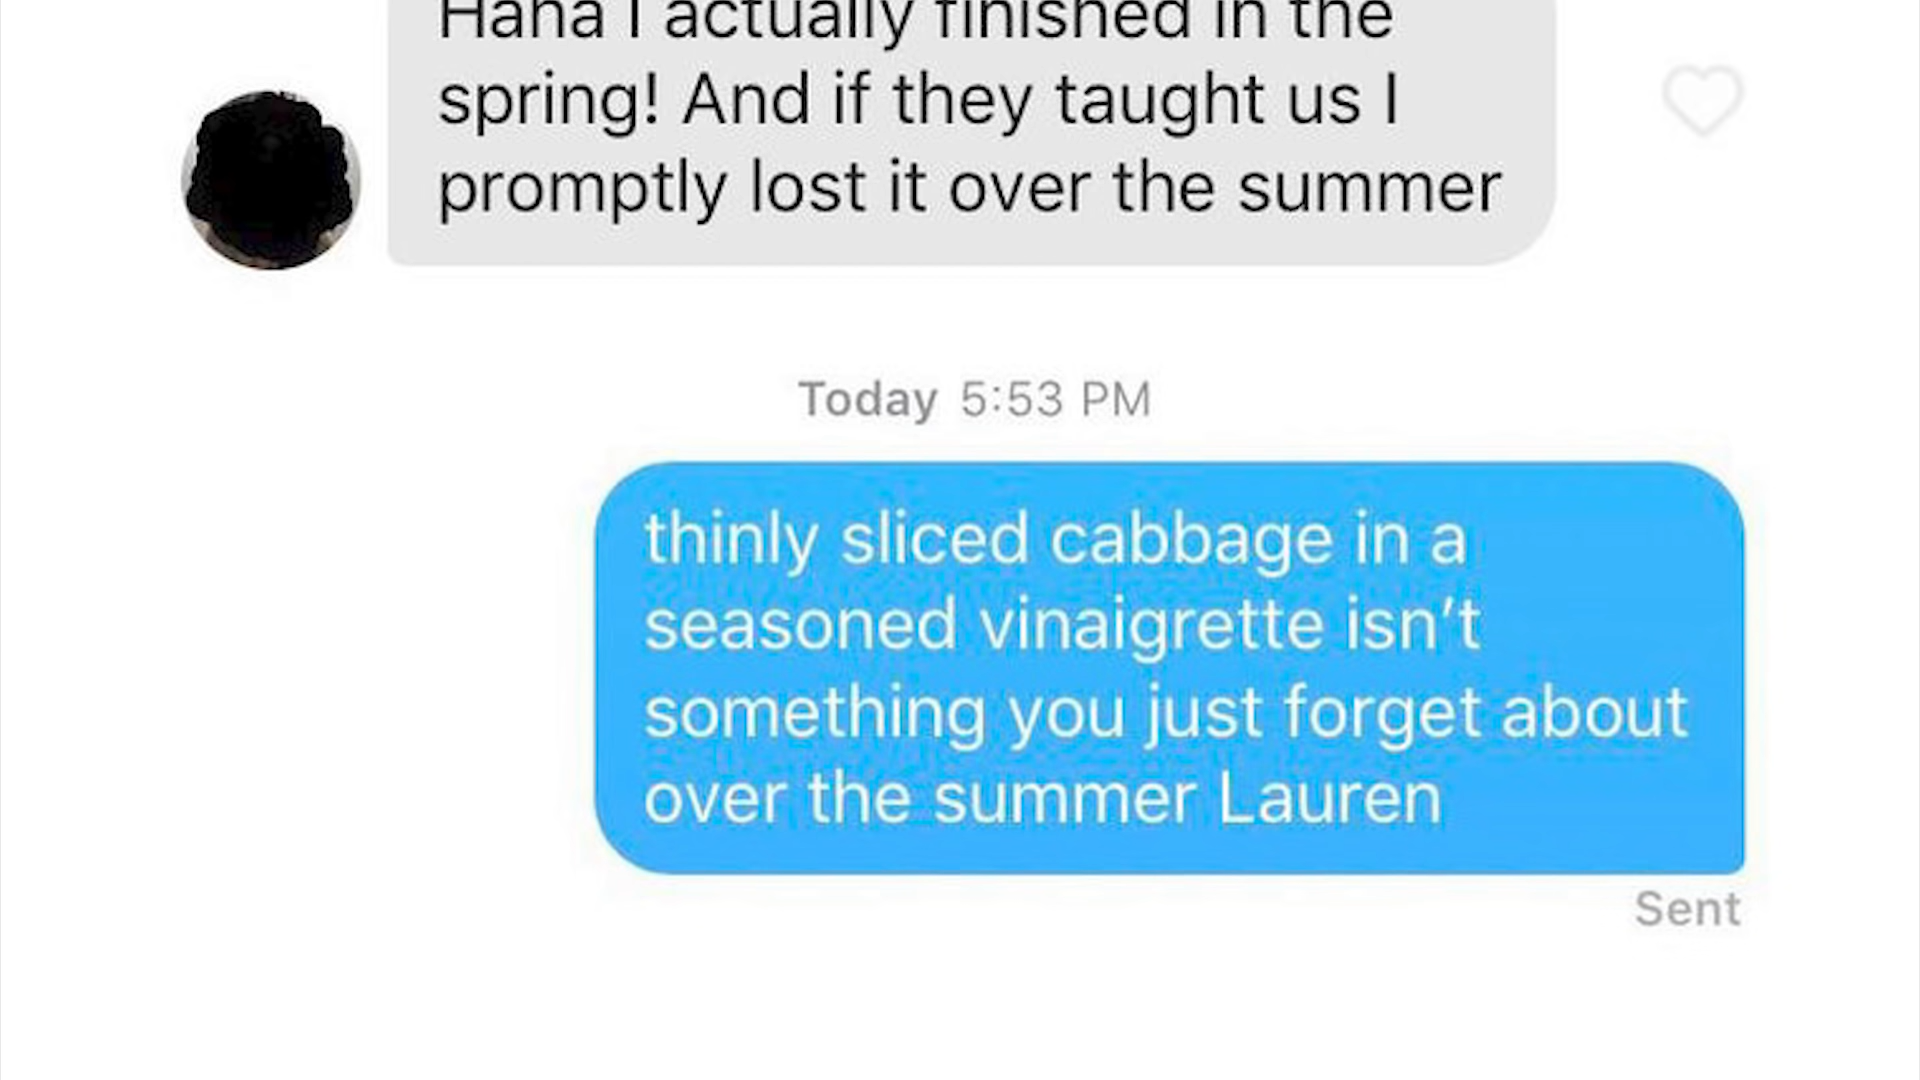 Haha I actually finished in the
spring! And if they taught us I
promptly lost it over the summer
Today 5:53 PM
thinly sliced cabbage in a
seasoned vinaigrette isn’t
something you just forget about
over the summer Lauren
Sent